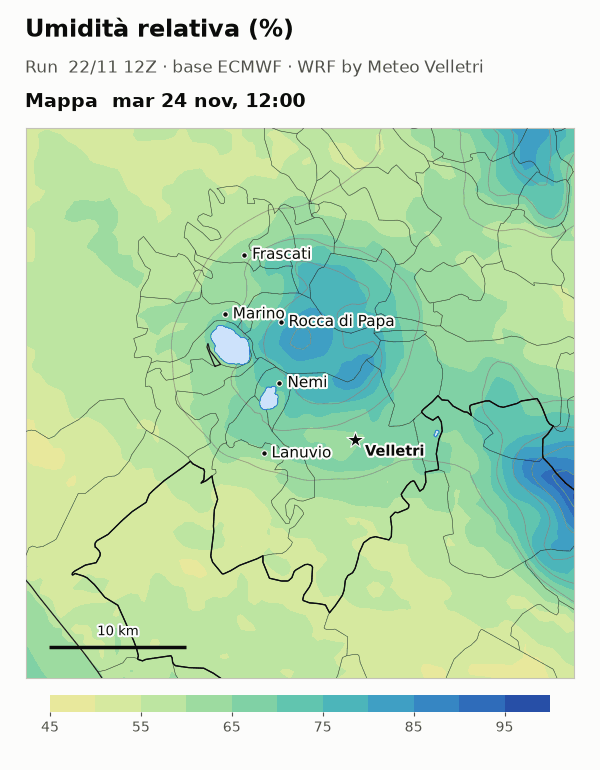 Umidità relativa (%)
Run  22/11 12Z · base ECMWF · WRF by Meteo Velletri
Mappa  mar 24 nov, 12:00
Frascati
Marino
Rocca di Papa
Nemi
Velletri
Lanuvio
10 km
45 55 65 75 85 95